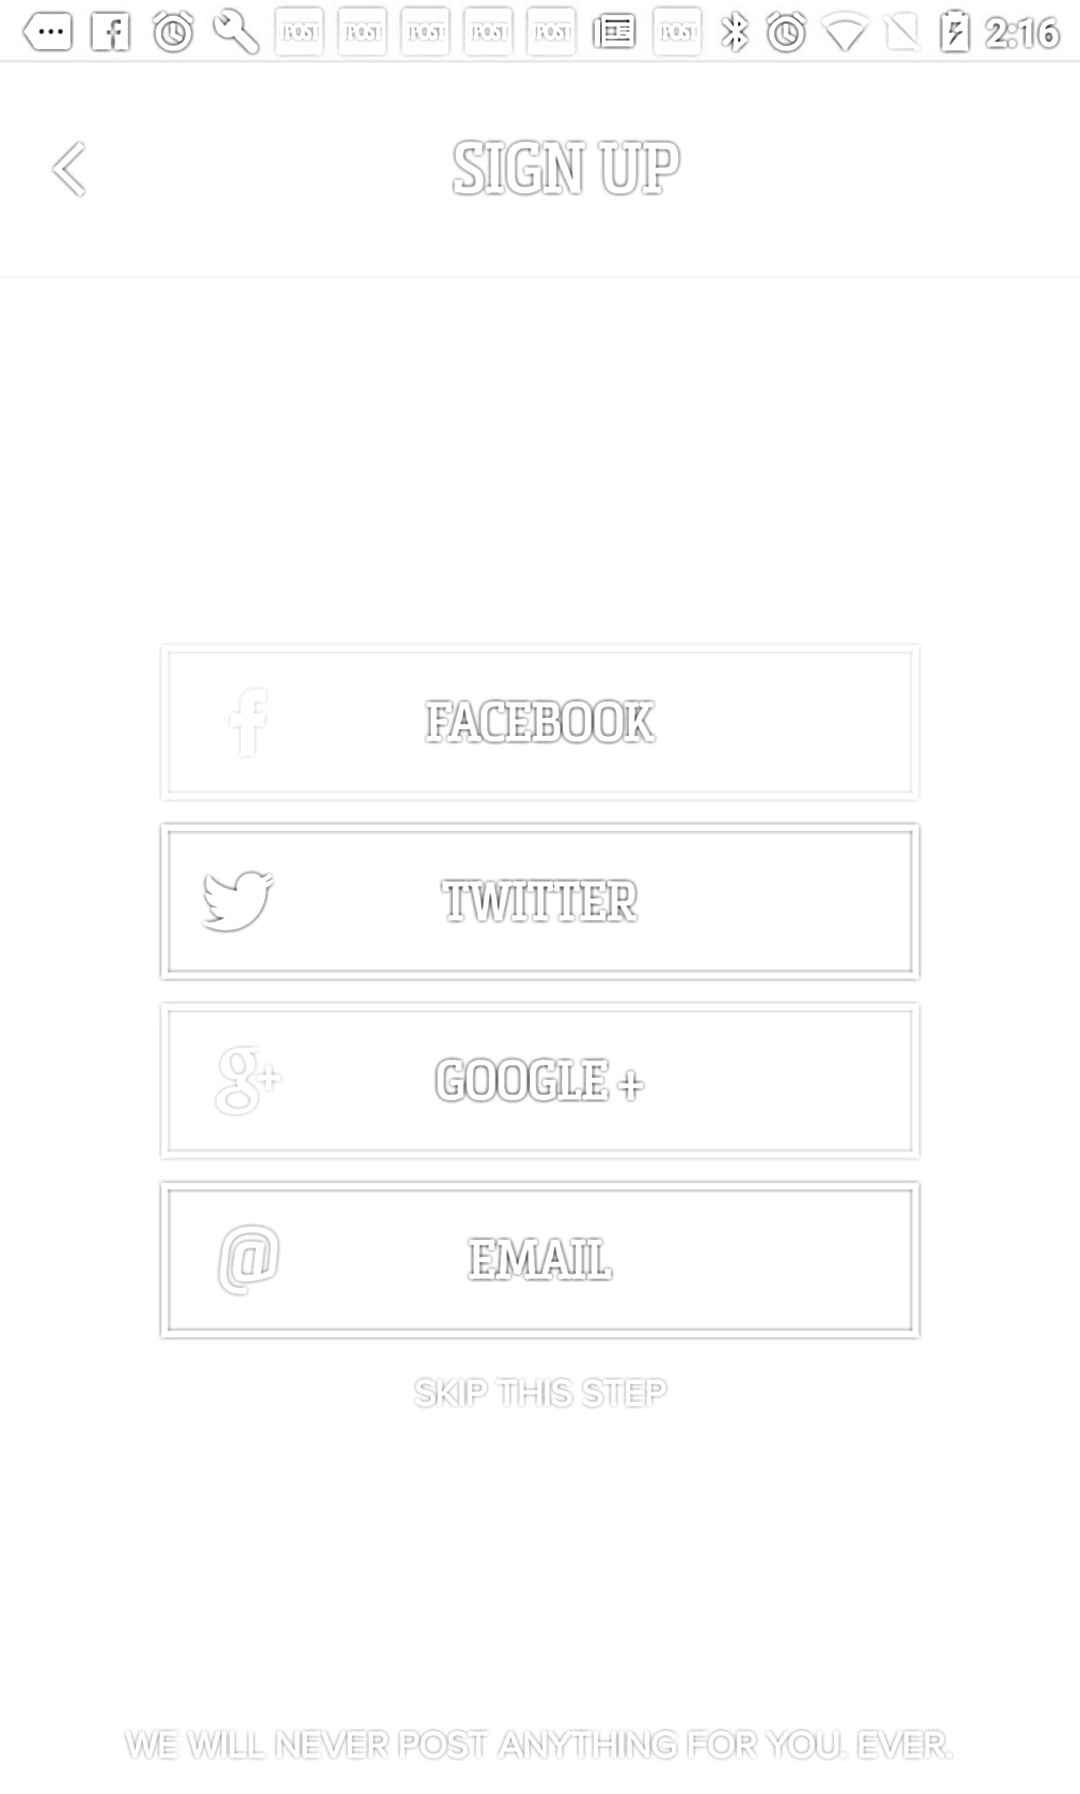 POST POST POST POST POST POST 2:16
SIGN UP
FACEBOOK
TWITTER
GOOGLE +
EMAIL
SKIP THIS STEP
WE WILL NEVER POST ANYTHING FOR YOU. EVER.